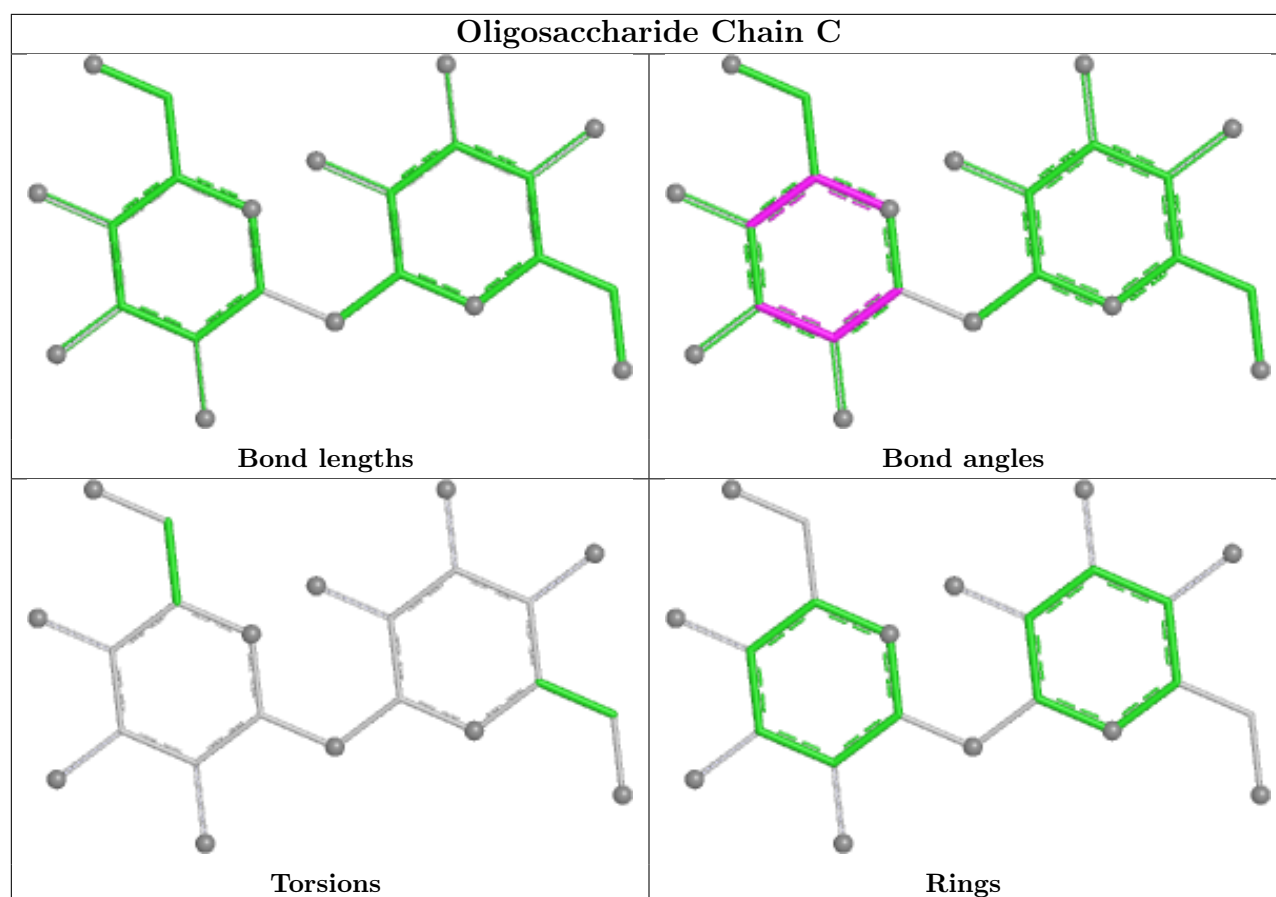 Oligosaccharide Chain C
Bond lengths
Bond angles
Torsions
Rings